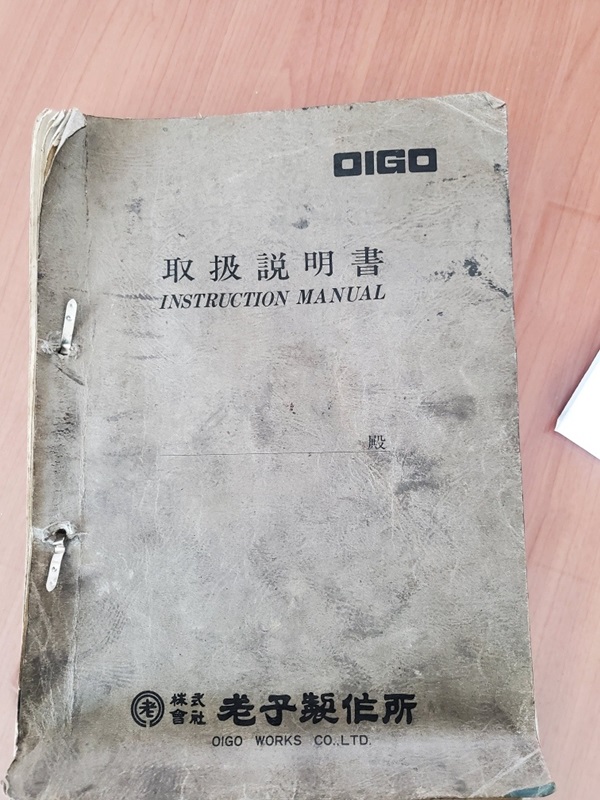 OIGO
取扱説明書
INSTRUCTION MANUAL
殿
老 株式會社 老子製作所
OIGO WORKS CO.,LTD.